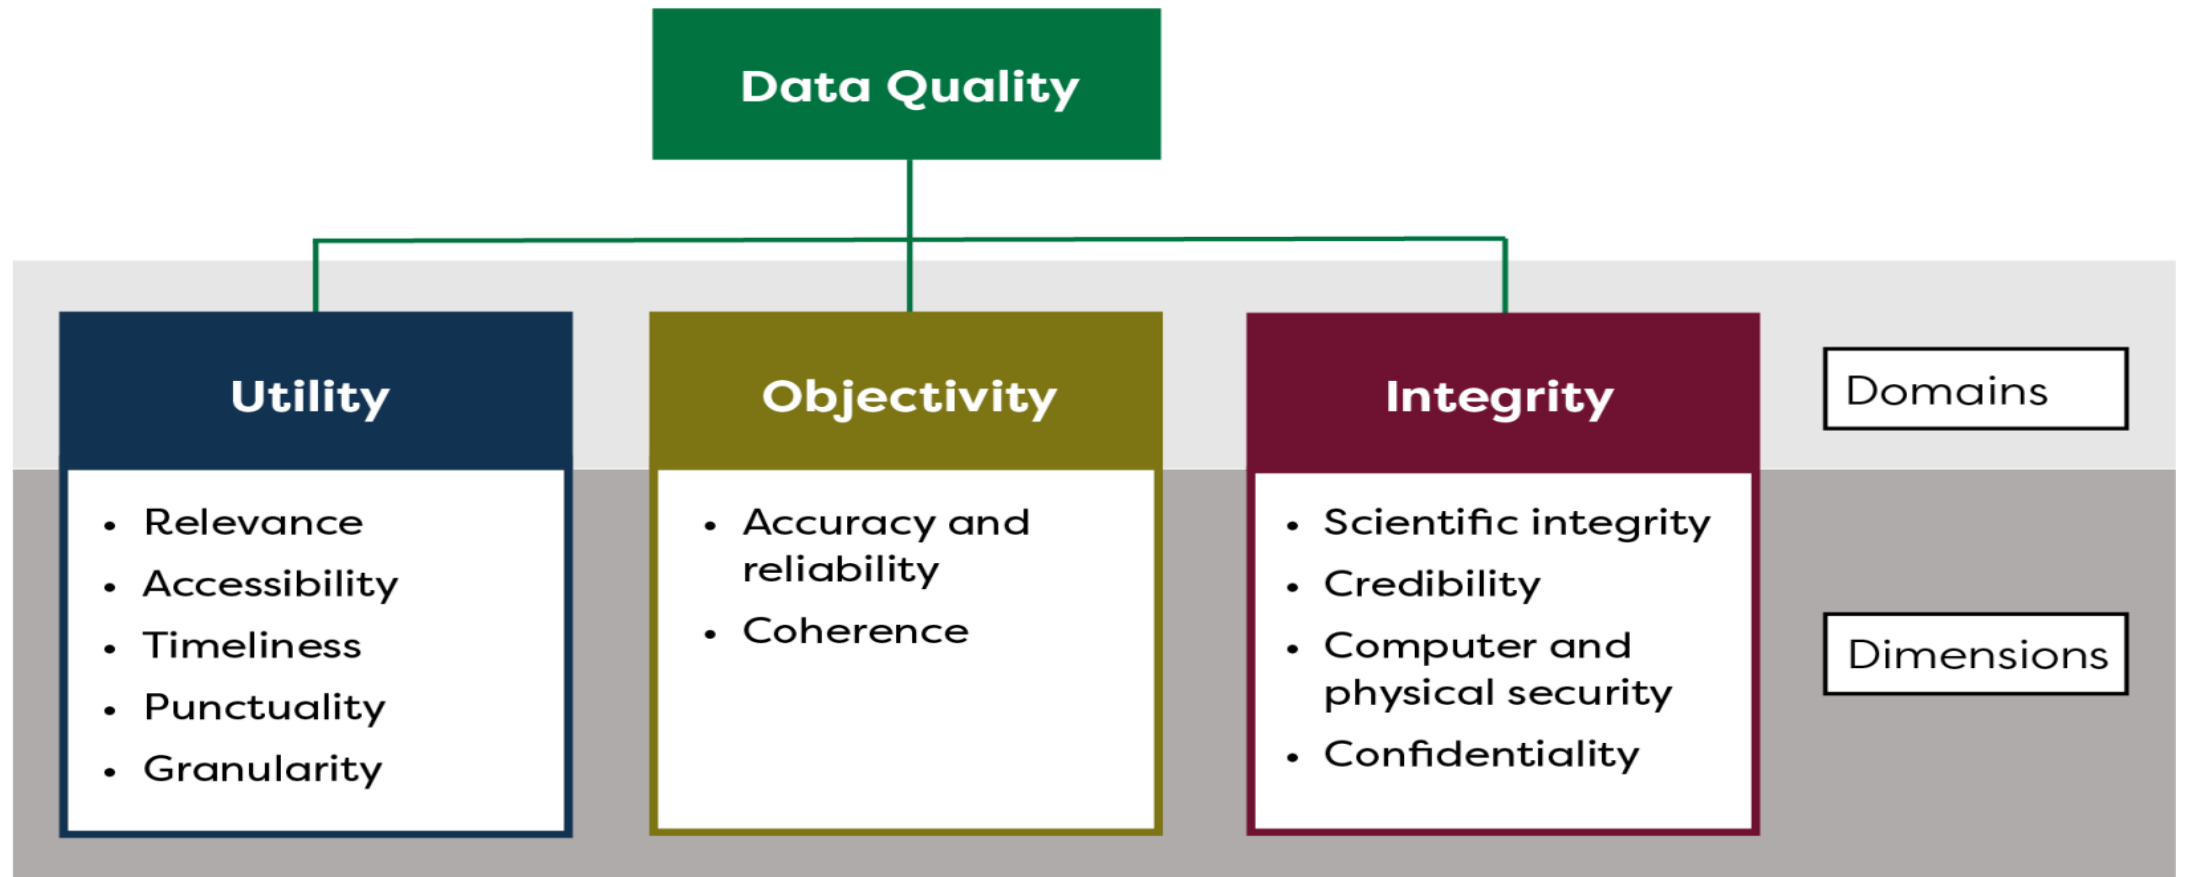 Data Quality
Utility
Objectivity
Integrity
Domains
• Relevance
• Accessibility
• Timeliness
• Punctuality
• Granularity
• Accuracy and
reliability
• Coherence
• Scientific integrity
• Credibility
• Computer and
physical security
• Confidentiality
Dimensions